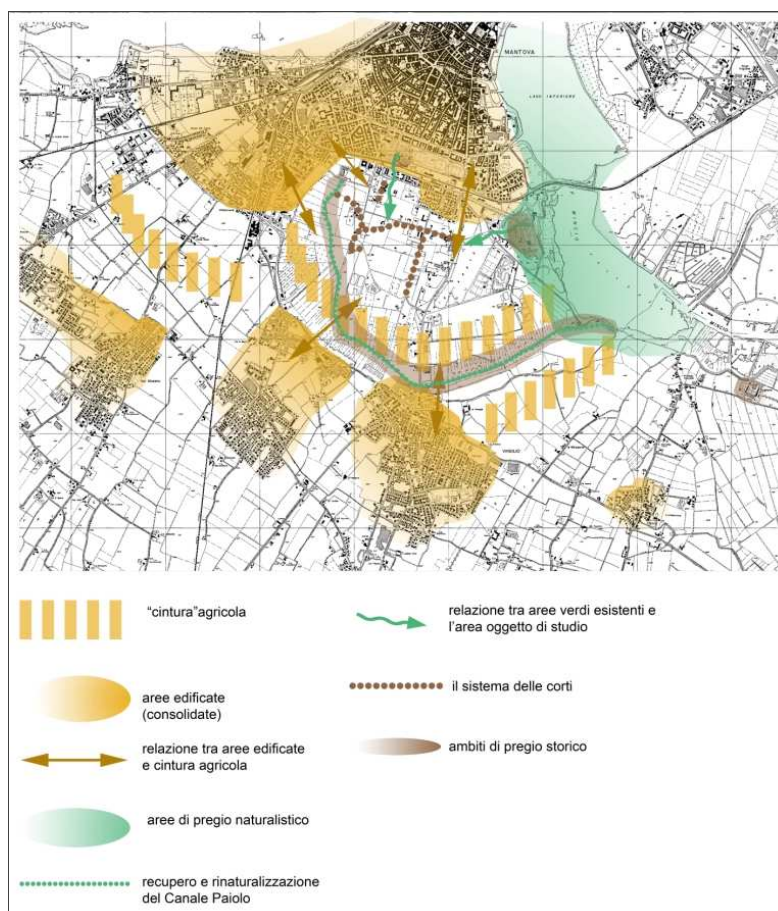 MANTOVA
LAGO INFERIORE
MINCIO
VIRGILIO
"cintura"agricola
aree edificate
(consolidate)
relazione tra aree edificate
e cintura agricola
aree di pregio naturalistico
recupero e rinaturalizzazione
del Canale Paiolo
relazione tra aree verdi esistenti e
l'area oggetto di studio
il sistema delle corti
ambiti di pregio storico